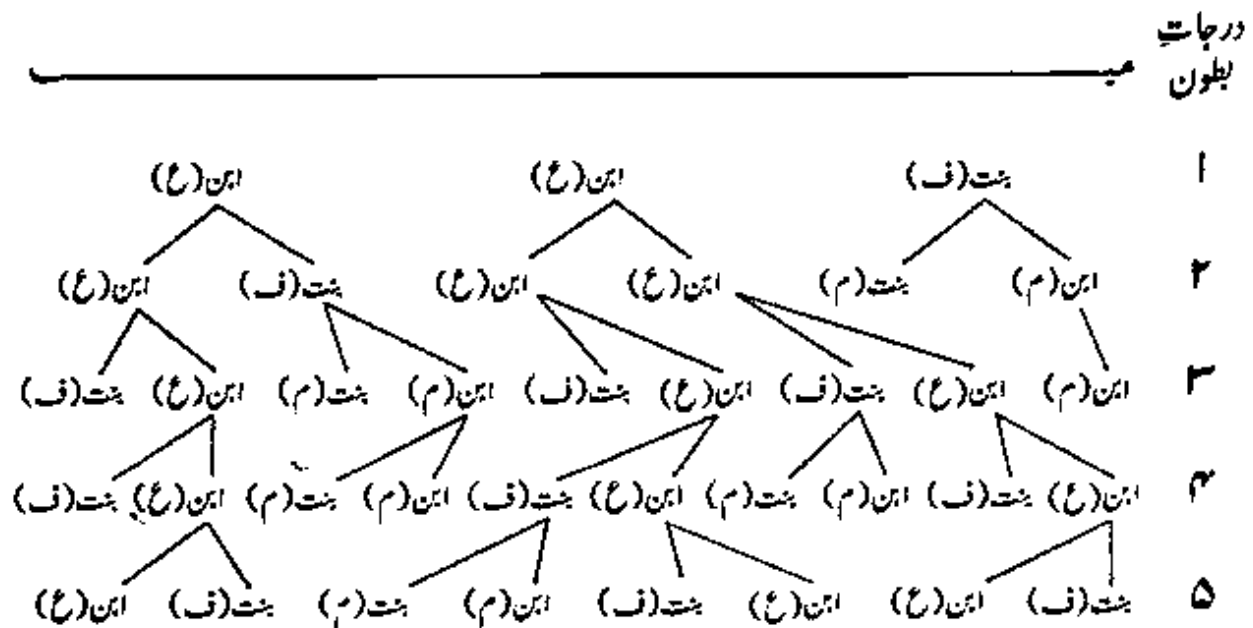 درجاتِ
بطون
میـــــــــــــت
۱ بنت(ف) ابن(ع) ابن(ع)
۲ ابن(م) بنت(م) ابن(ع) ابن(ع) بنت(ف) ابن(ع)
۳ ابن(م) ابن(ع) بنت(ف) ابن(ع) بنت(ف) ابن(م) بنت(م) ابن(ع) بنت(ف)
۴ ابن(ع) بنت(ف) ابن(م) بنت(م) ابن(ع) بنت(ف) ابن(م) بنت(م) ابن(ع) بنت(ف)
۵ بنت(ف) ابن(ع) ابن(ع) بنت(ف) ابن(م) بنت(م) بنت(ف) ابن(ع)